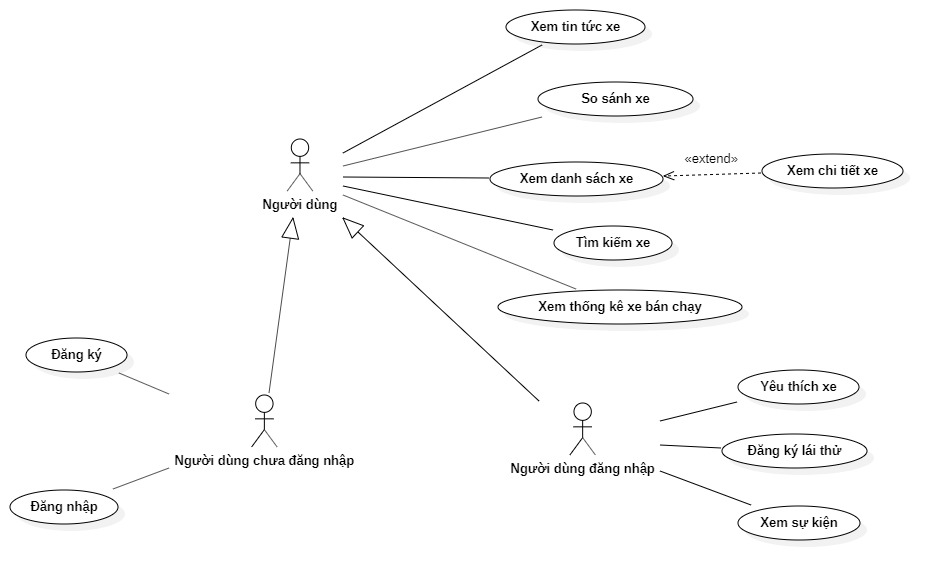 Xem tin tức xe
So sánh xe
«extend»
Xem danh sách xe
Xem chi tiết xe
Người dùng
Tìm kiếm xe
Xem thống kê xe bán chạy
Đăng ký
Yêu thích xe
Đăng ký lái thử
Người dùng chưa đăng nhập
Người dùng đăng nhập
Đăng nhập
Xem sự kiện